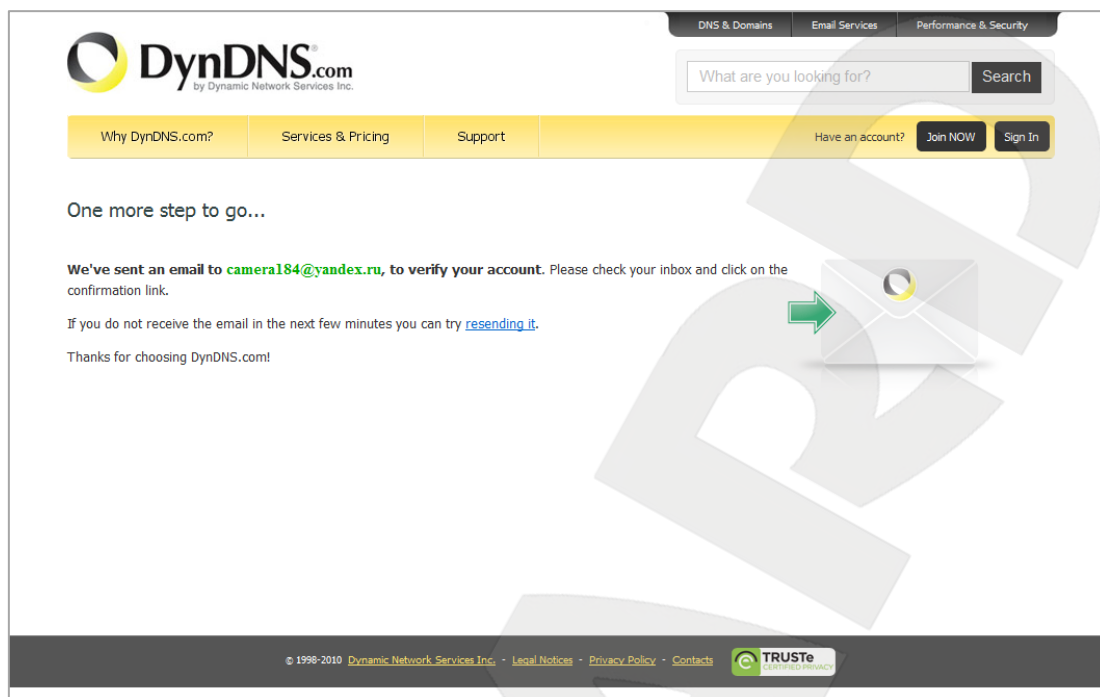 DNS & Domains
Email Services
Performance & Security
DynDNS.com
by Dynamic Network Services Inc.
What are you looking for?
Search
Why DynDNS.com?
Services & Pricing
Support
Have an account?
Join NOW
Sign In
One more step to go...
We've sent an email to camera184@yandex.ru, to verify your account. Please check your inbox and click on the
confirmation link.
If you do not receive the email in the next few minutes you can try resending it.
Thanks for choosing DynDNS.com!
© 1998-2010 Dynamic Network Services Inc. - Legal Notices - Privacy Policy - Contacts
TRUSTe
CERTIFIED PRIVACY